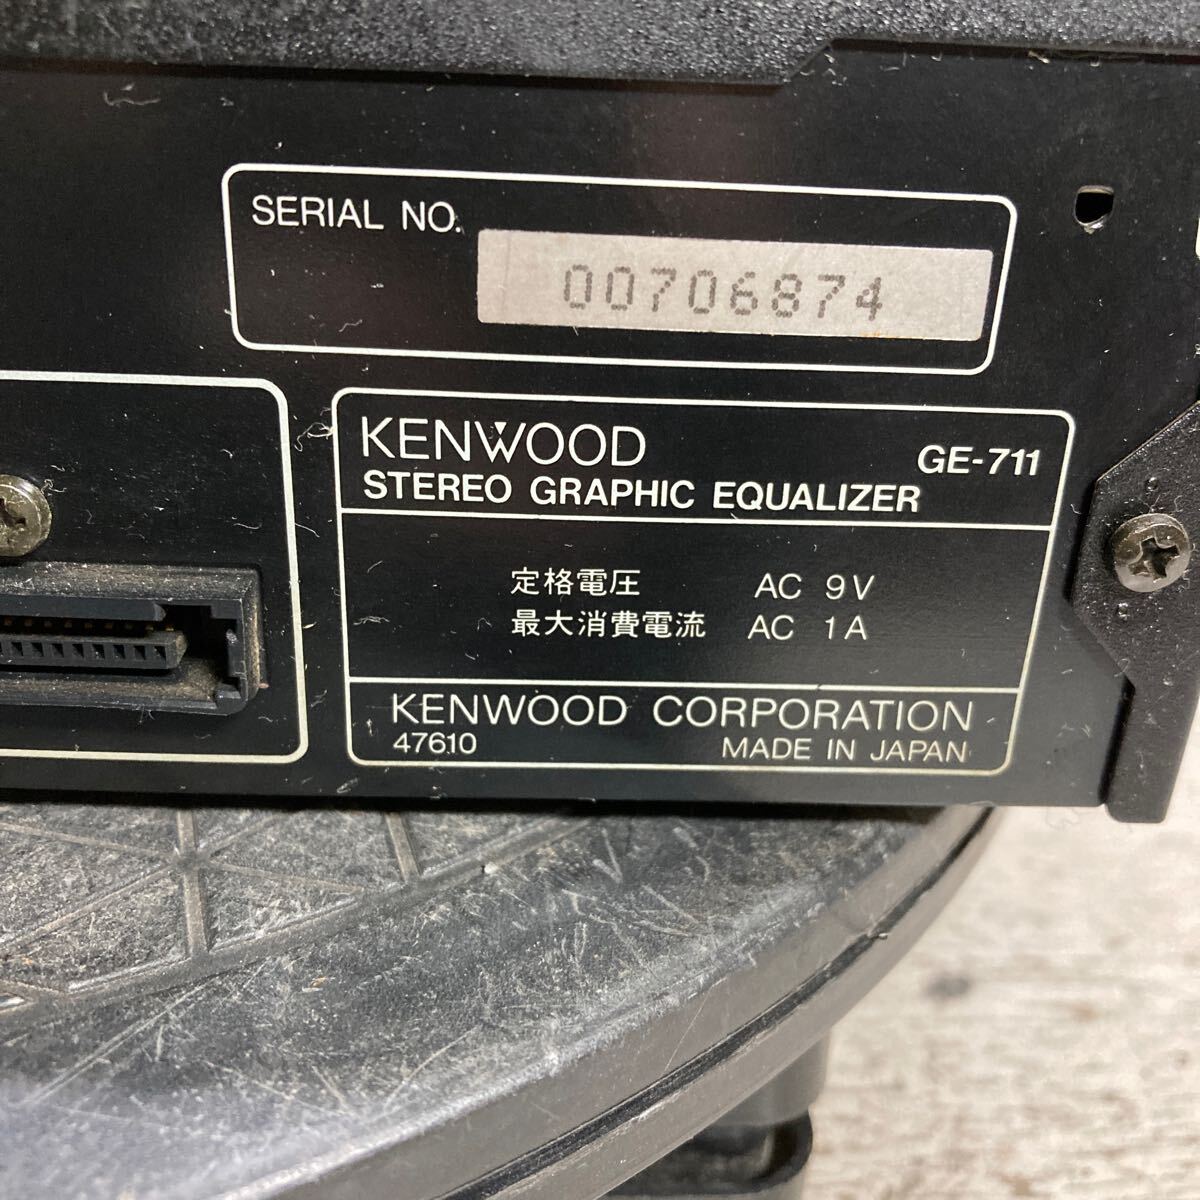 SERIAL NO.
00706874
KENWOOD GE-711
STEREO GRAPHIC EQUALIZER
定格電圧 AC 9V
最大消費電流 AC 1A
KENWOOD CORPORATION
47610 MADE IN JAPAN